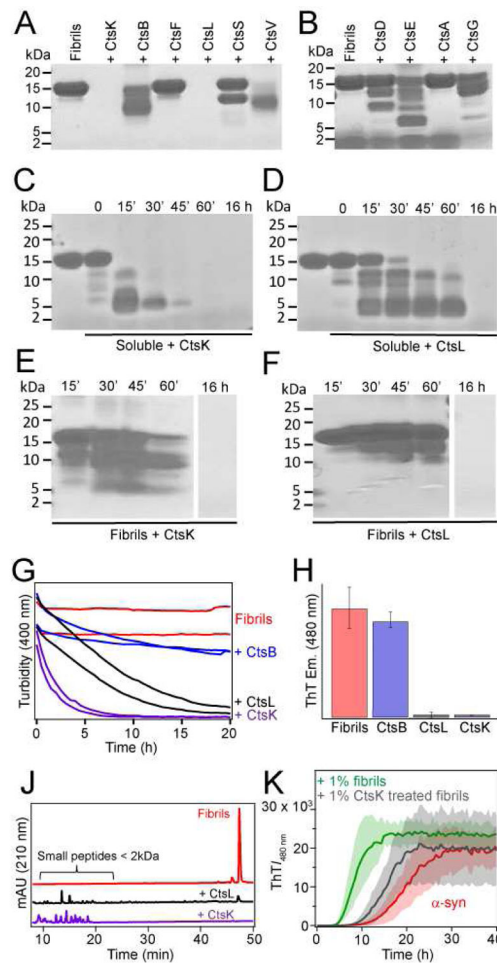 A
kDa
Fibrils
+ CtsK
+ CtsB
+ CtsF
+ CtsL
+ CtsS
+ CtsV
20
15
10
5
2
B
kDa
Fibrils
+ CtsD
+ CtsE
+ CtsA
+ CtsG
20
15
10
5
2
C
kDa
0 15' 30' 45' 60' 16 h
25
20
15
10
5
2
Soluble + CtsK
D
kDa
0 15' 30' 45' 60' 16 h
25
20
15
10
5
2
Soluble + CtsL
E
kDa
15' 30' 45' 60' 16 h
25
20
15
10
5
2
Fibrils + CtsK
F
kDa
15' 30' 45' 60' 16 h
25
20
15
10
5
2
Fibrils + CtsL
G
Turbidity (400 nm)
Fibrils
+ CtsB
+ CtsL
+ CtsK
0 5 10 15 20
Time (h)
H
ThT Em. (480 nm)
Fibrils CtsB CtsL CtsK
J
mAU (210 nm)
Fibrils
Small peptides < 2kDa
+ CtsL
+ CtsK
10 20 30 40 50
Time (min)
K
+ 1% fibrils
+ 1% CtsK treated fibrils
30 x 10³
20
10
0
ThT/480 nm
α-syn
0 10 20 30 40
Time (h)